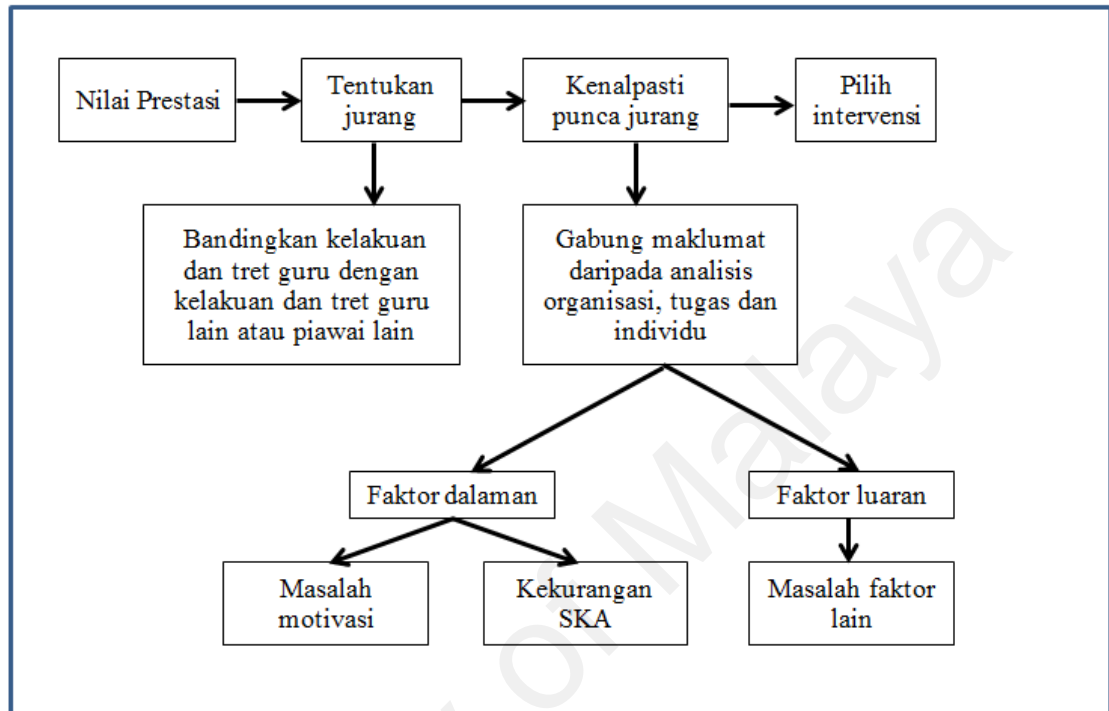 Nilai Prestasi
Tentukan
jurang
Kenalpasti
punca jurang
Pilih
intervensi
Bandingkan kelakuan
dan tret guru dengan
kelakuan dan tret guru
lain atau piawai lain
Gabung maklumat
daripada analisis
organisasi, tugas dan
individu
Faktor dalaman
Faktor luaran
Masalah
motivasi
Kekurangan
SKA
Masalah faktor
lain
of Malaya